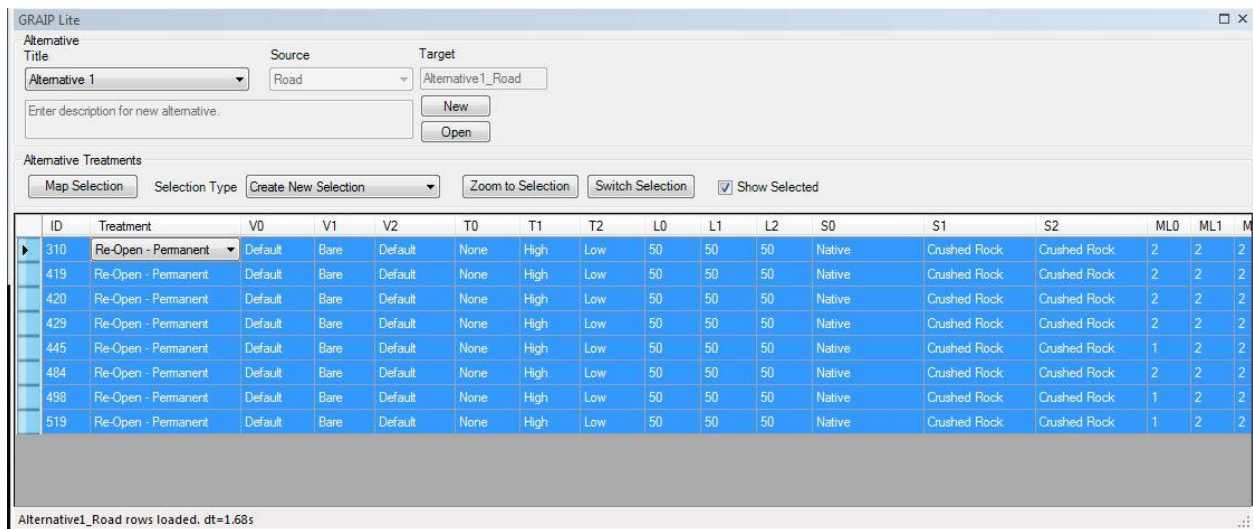 GRAIP Lite
Alternative
Title Source Target
Alternative 1 Road Alternative1_Road
Enter description for new alternative. New
Open
Alternative Treatments
Map Selection Selection Type Create New Selection Zoom to Selection Switch Selection Show Selected
ID Treatment V0 V1 V2 T0 T1 T2 L0 L1 L2 S0 S1 S2 ML0 ML1 M
310 Re-Open - Permanent Default Bare Default None High Low 50 50 50 Native Crushed Rock Crushed Rock 2 2 2
419 Re-Open - Permanent Default Bare Default None High Low 50 50 50 Native Crushed Rock Crushed Rock 2 2 2
420 Re-Open - Permanent Default Bare Default None High Low 50 50 50 Native Crushed Rock Crushed Rock 2 2 2
429 Re-Open - Permanent Default Bare Default None High Low 50 50 50 Native Crushed Rock Crushed Rock 2 2 2
445 Re-Open - Permanent Default Bare Default None High Low 50 50 50 Native Crushed Rock Crushed Rock 1 2 2
484 Re-Open - Permanent Default Bare Default None High Low 50 50 50 Native Crushed Rock Crushed Rock 2 2 2
498 Re-Open - Permanent Default Bare Default None High Low 50 50 50 Native Crushed Rock Crushed Rock 1 2 2
519 Re-Open - Permanent Default Bare Default None High Low 50 50 50 Native Crushed Rock Crushed Rock 1 2 2
Alternative1_Road rows loaded. dt=1.68s